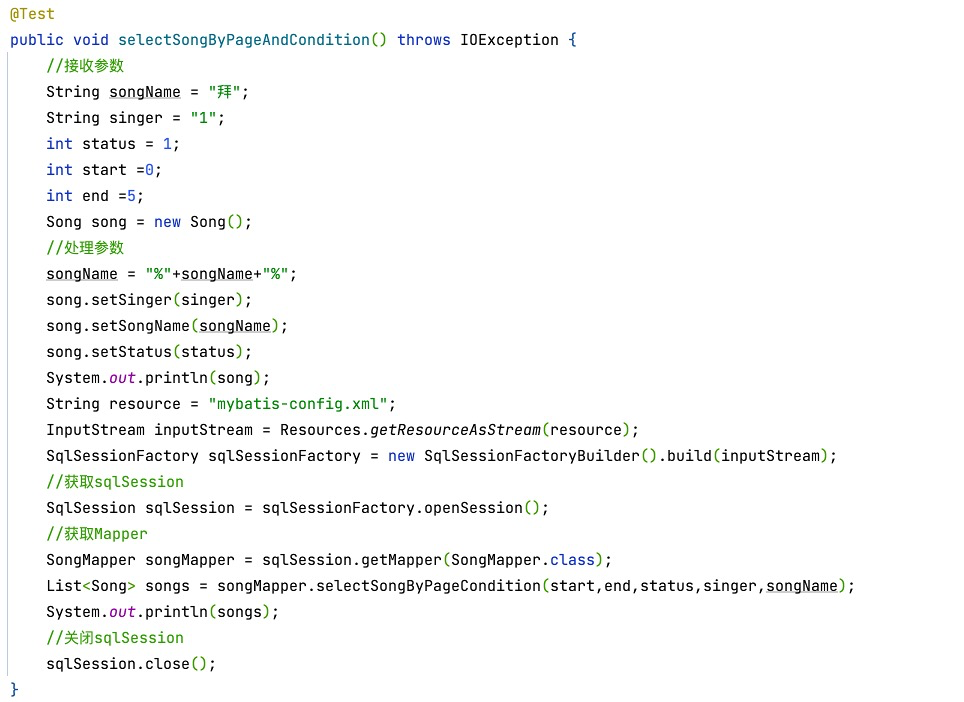 @Test
public void selectSongByPageAndCondition() throws IOException {
    //接收参数
    String songName = "拜";
    String singer = "1";
    int status = 1;
    int start =0;
    int end =5;
    Song song = new Song();
    //处理参数
    songName = "%"+songName+"%";
    song.setSinger(singer);
    song.setSongName(songName);
    song.setStatus(status);
    System.out.println(song);
    String resource = "mybatis-config.xml";
    InputStream inputStream = Resources.getResourceAsStream(resource);
    SqlSessionFactory sqlSessionFactory = new SqlSessionFactoryBuilder().build(inputStream);
    //获取sqlSession
    SqlSession sqlSession = sqlSessionFactory.openSession();
    //获取Mapper
    SongMapper songMapper = sqlSession.getMapper(SongMapper.class);
    List<Song> songs = songMapper.selectSongByPageCondition(start,end,status,singer,songName);
    System.out.println(songs);
    //关闭sqlSession
    sqlSession.close();
}